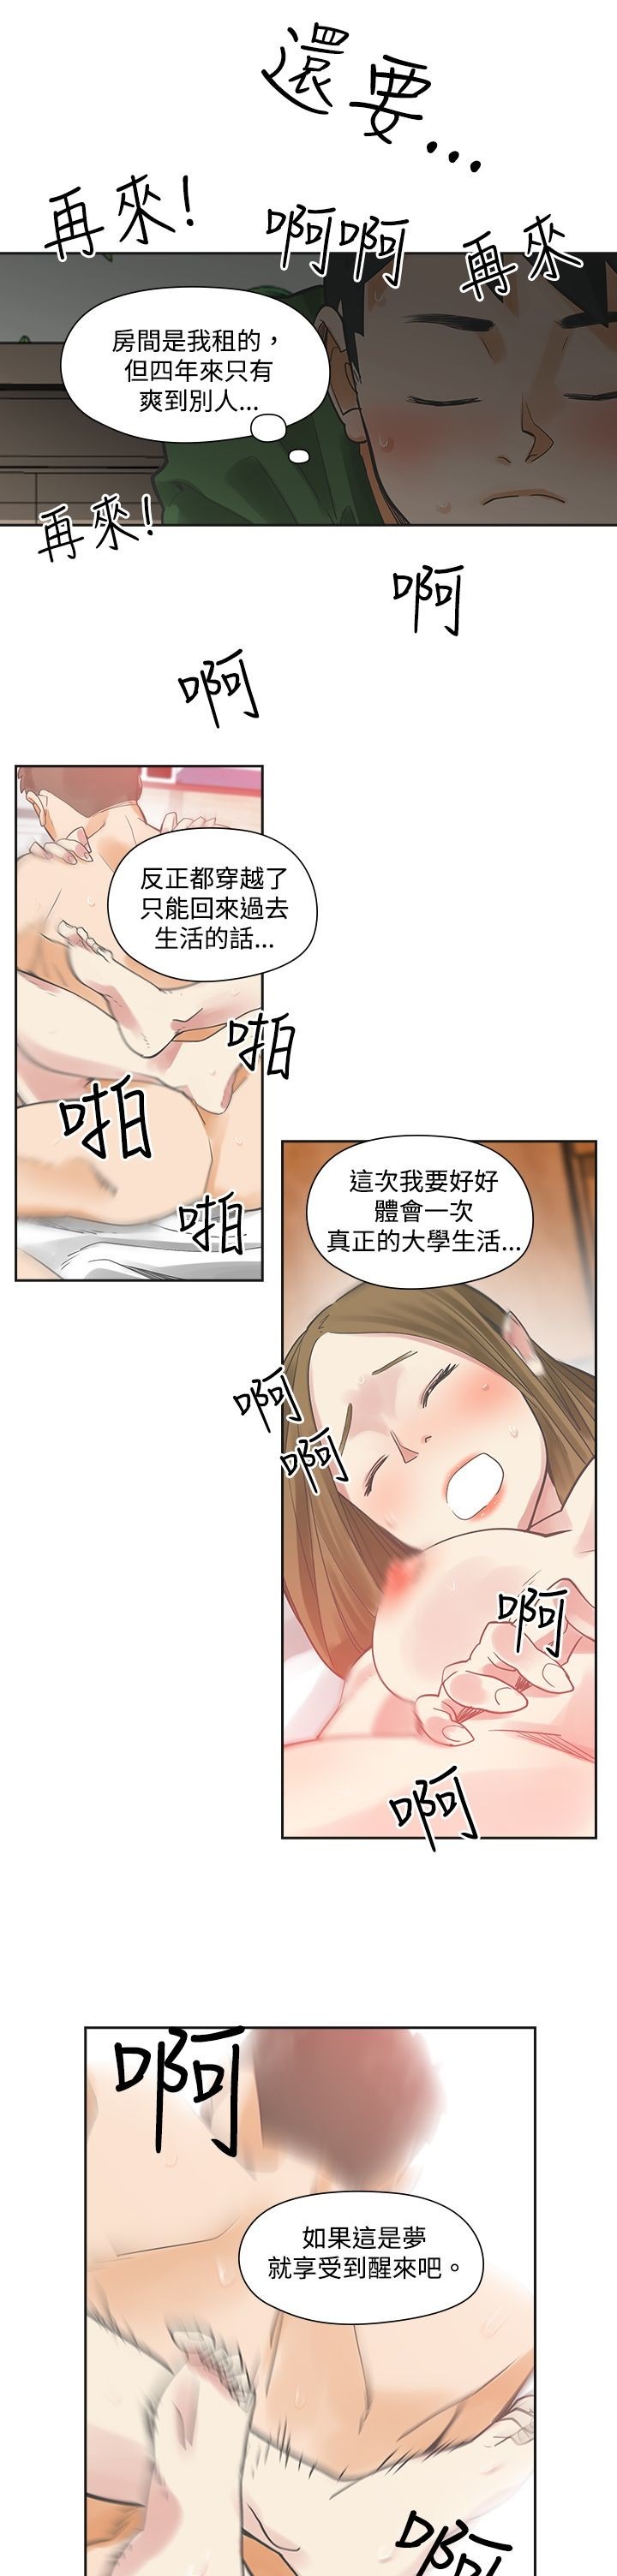 還要...
再來!
啊啊
再來
房間是我租的，
但四年來只有
爽到別人...
再來!
啊
啊
反正都穿越了
只能回來過去
生活的話...
啪
啪
啪
這次我要好好
體會一次
真正的大學生活...
啊
啊
啊
啊
啊
如果這是夢
就享受到醒來吧。
啊